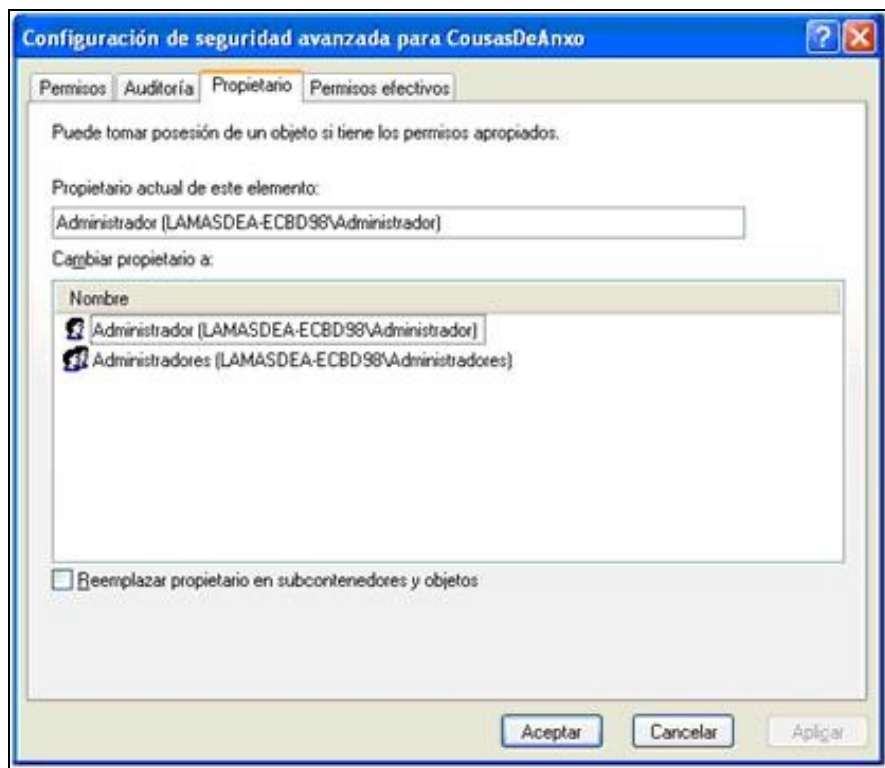 Configuración de seguridad avanzada para CousasDeAnxo
Permisos Auditoría Propietario Permisos efectivos
Puede tomar posesión de un objeto si tiene los permisos apropiados.
Propietario actual de este elemento:
Administrador (LAMASDEA-ECBD98\Administrador)
Cambiar propietario a:
Nombre
Administrador (LAMASDEA-ECBD98\Administrador)
Administradores (LAMASDEA-ECBD98\Administradores)
Reemplazar propietario en subcontenedores y objetos
Aceptar Cancelar Aplicar